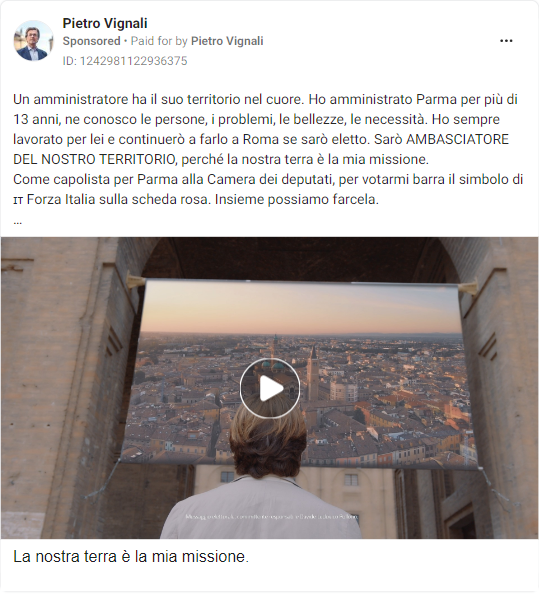 Pietro Vignali
Sponsored • Paid for by Pietro Vignali
ID: 1242981122936375
Un amministratore ha il suo territorio nel cuore. Ho amministrato Parma per più di
13 anni, ne conosco le persone, i problemi, le bellezze, le necessità. Ho sempre
lavorato per lei e continuerò a farlo a Roma se sarò eletto. Sarò AMBASCIATORE
DEL NOSTRO TERRITORIO, perché la nostra terra è la mia missione.
Come capolista per Parma alla Camera dei deputati, per votarmi barra il simbolo di
IT Forza Italia sulla scheda rosa. Insieme possiamo farcela.
...
La nostra terra è la mia missione.